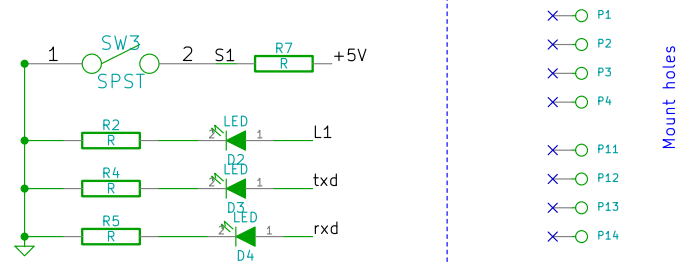 SW3
1 2 S1 R7 R +5V
SPST
R2 R LED 2 1 L1
D2
R4 R LED 2 1 txd
D3
R5 R LED 2 1 rxd
D4
P1
P2
P3
P4
P11
P12
P13
P14
Mount holes